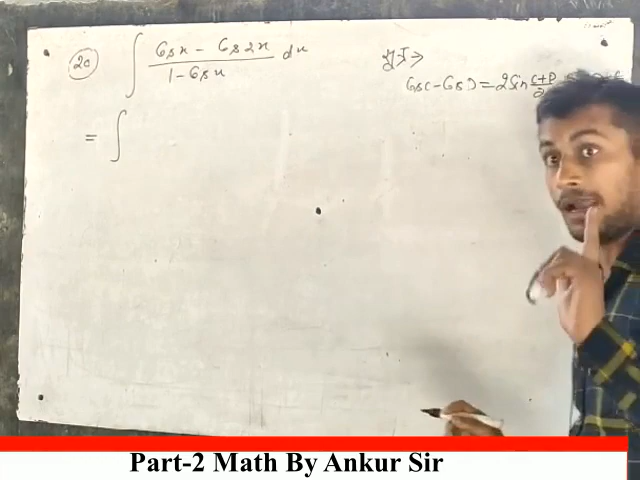 20 ∫ Cosx - Cos2x / 1 - Cosx dx
सूत्र ⇒
CosC - CosD = 2Sin C+D / 2
= ∫
Part-2 Math By Ankur Sir